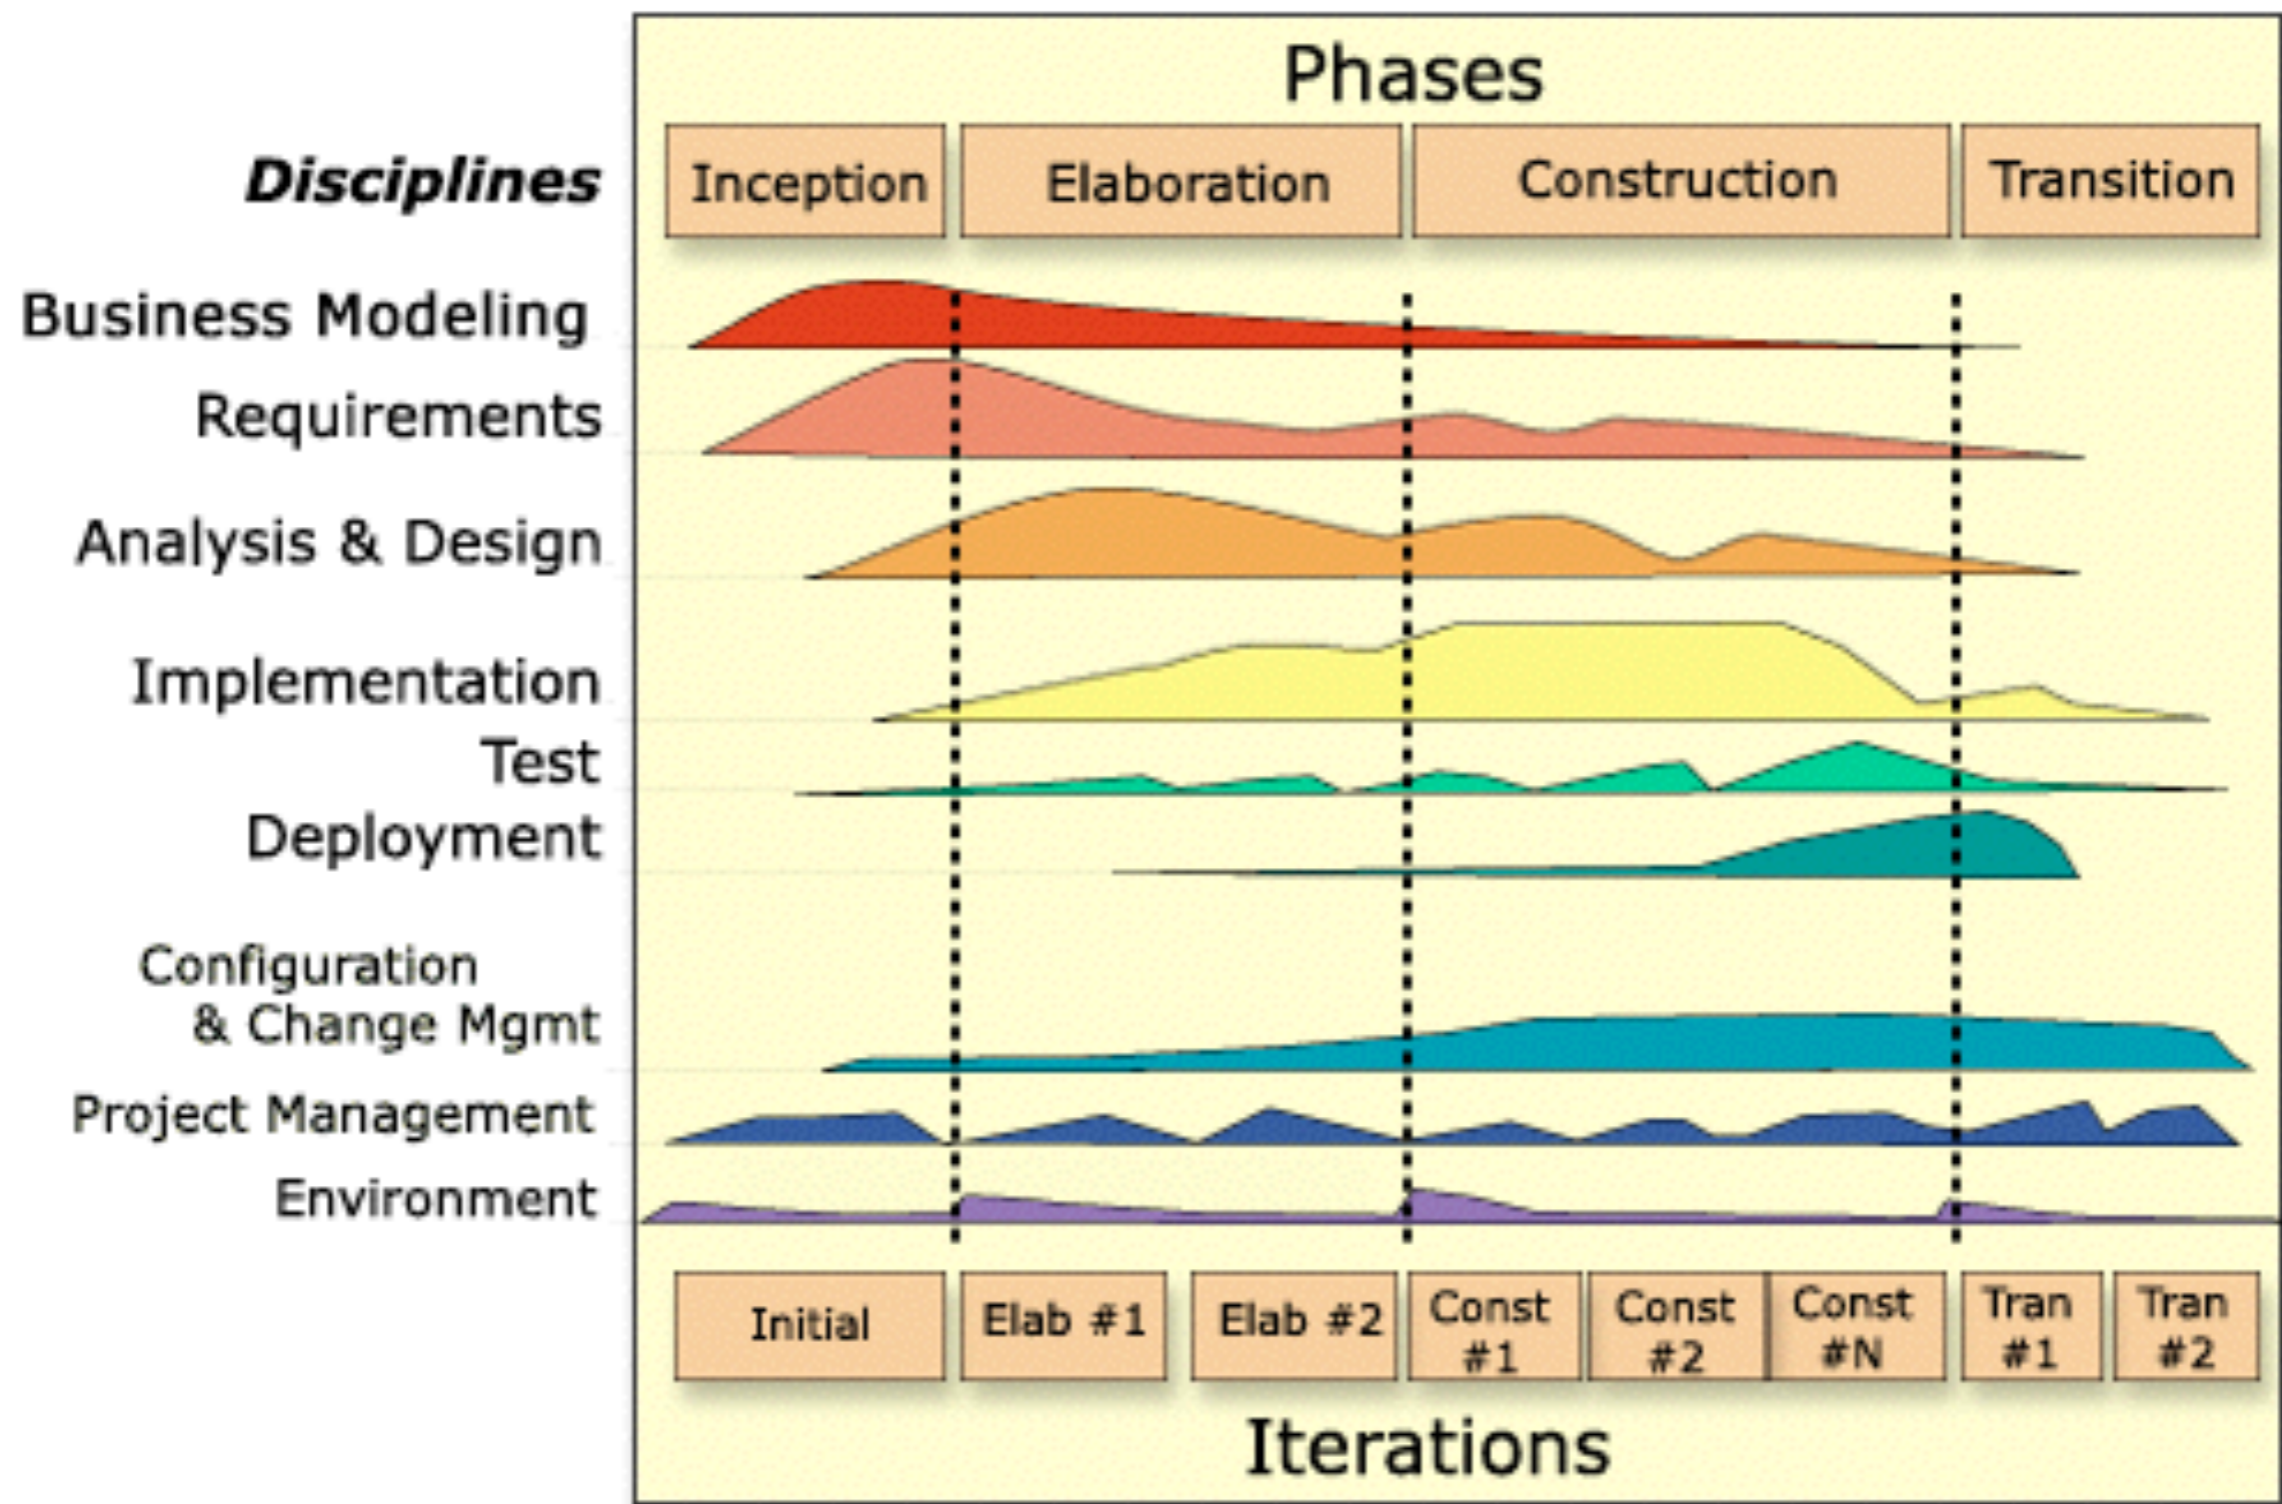 Phases
Disciplines
Inception
Elaboration
Construction
Transition
Business Modeling
Requirements
Analysis & Design
Implementation
Test
Deployment
Configuration
& Change Mgmt
Project Management
Environment
Initial
Elab #1
Elab #2
Const
#1
Const
#2
Const
#N
Tran
#1
Tran
#2
Iterations